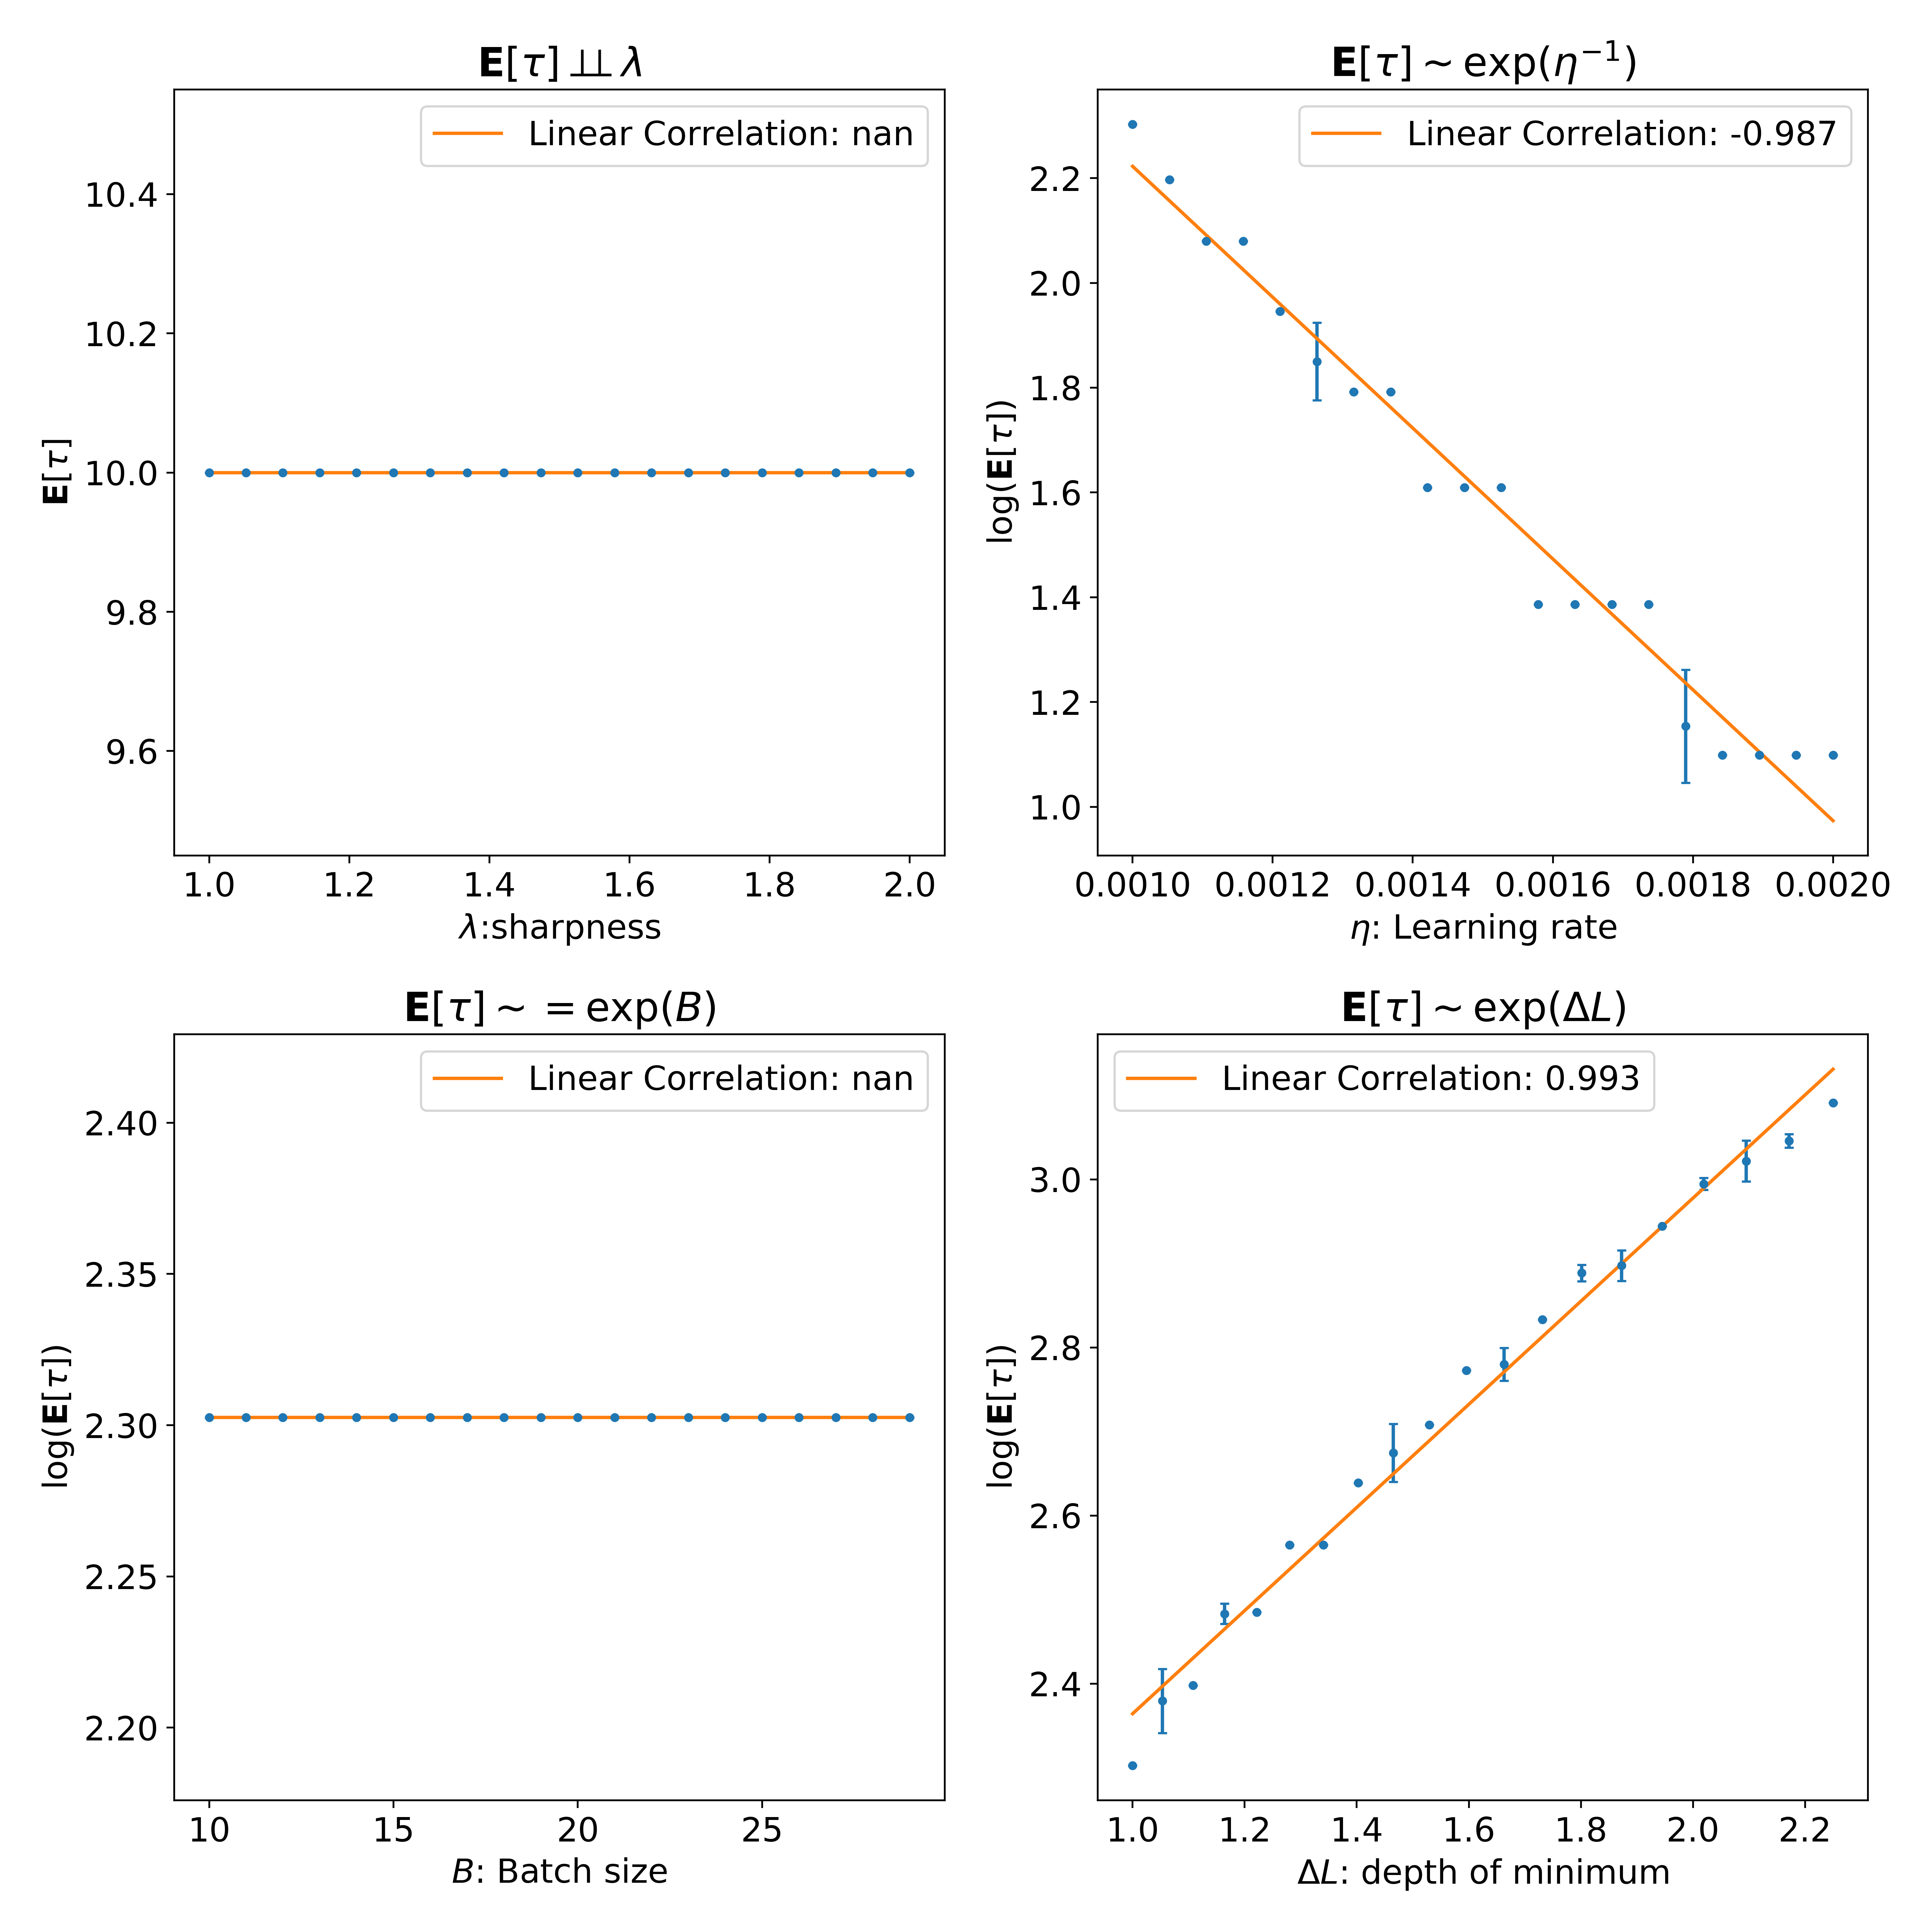 E[τ] ⊥⊥ λ
Linear Correlation: nan
10.4
10.2
10.0
9.8
9.6
E[τ]
1.0 1.2 1.4 1.6 1.8 2.0
λ:sharpness
E[τ] ~ exp(η⁻¹)
Linear Correlation: -0.987
2.2
2.0
1.8
1.6
1.4
1.2
1.0
log(E[τ])
0.0010 0.0012 0.0014 0.0016 0.0018 0.0020
η: Learning rate
E[τ] ~ = exp(B)
Linear Correlation: nan
2.40
2.35
2.30
2.25
2.20
log(E[τ])
10 15 20 25
B: Batch size
E[τ] ~ exp(ΔL)
Linear Correlation: 0.993
3.0
2.8
2.6
2.4
log(E[τ])
1.0 1.2 1.4 1.6 1.8 2.0 2.2
ΔL: depth of minimum